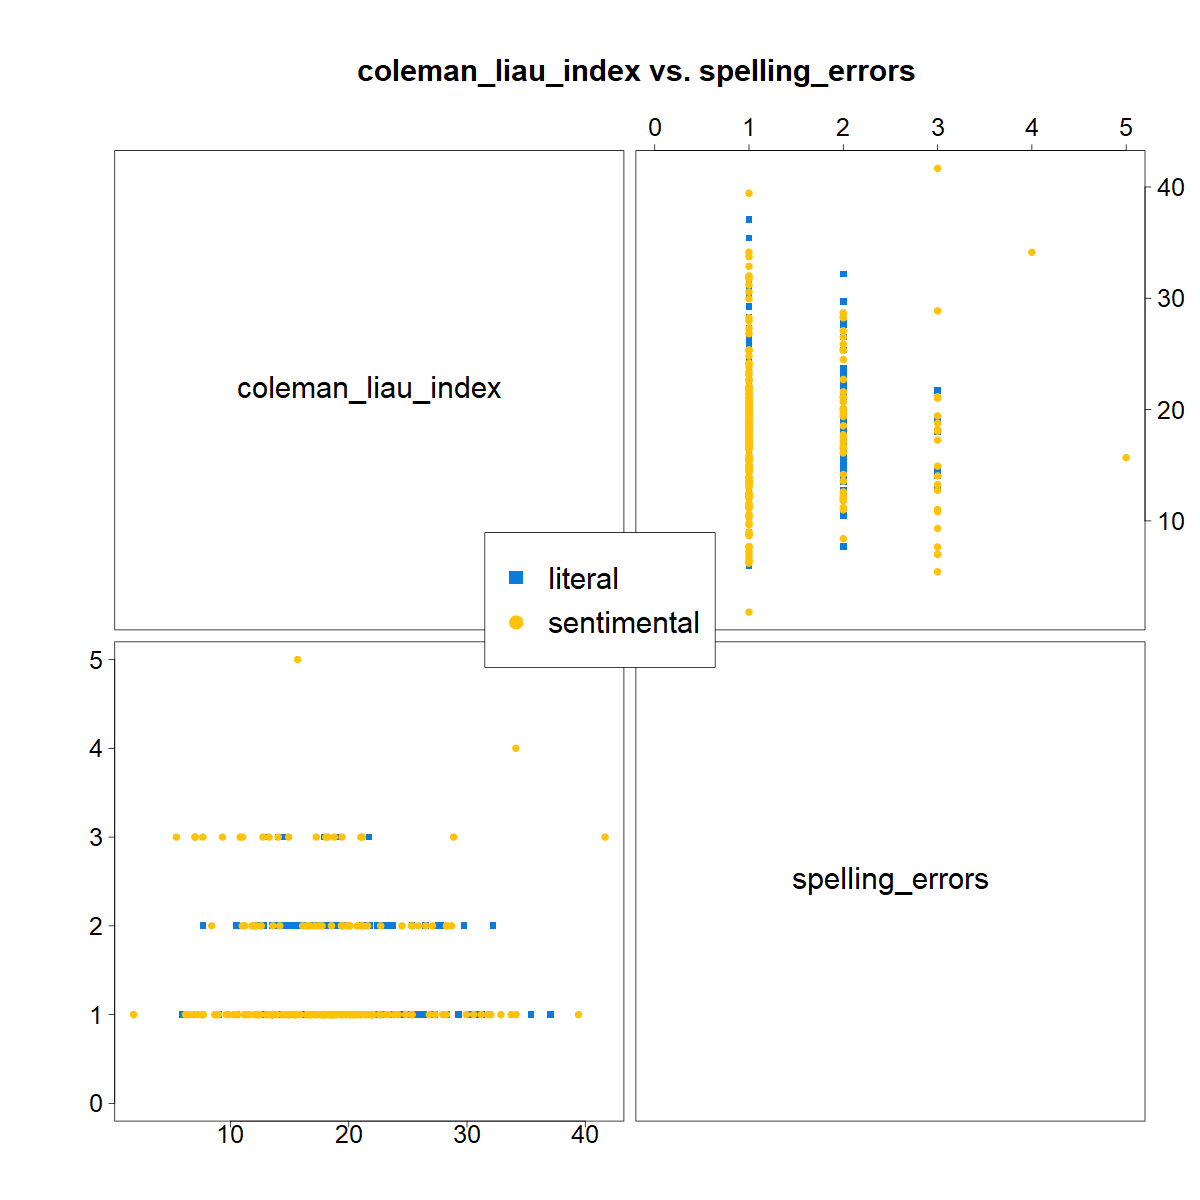 coleman_liau_index vs. spelling_errors
0 1 2 3 4 5
coleman_liau_index
40
30
20
10
literal
sentimental
5
4
3
2
1
0
spelling_errors
10 20 30 40